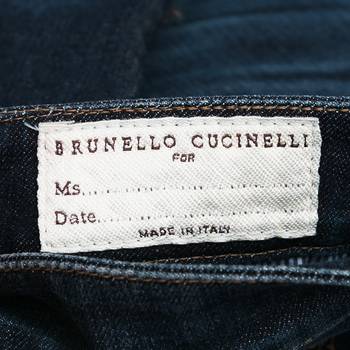 BRUNELLO CUCINELLI
FOR
Ms.......................................
Date....................................
MADE IN ITALY